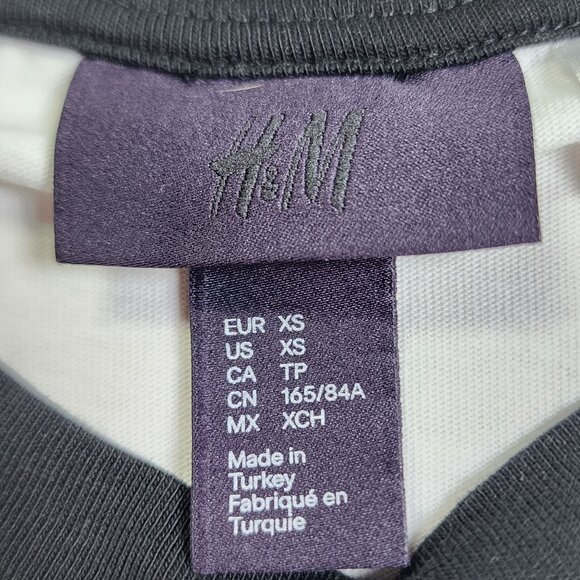 H&M
EUR XS
US XS
CA TP
CN 165/84A
MX XCH
Made in
Turkey
Fabriqué en
Turquie